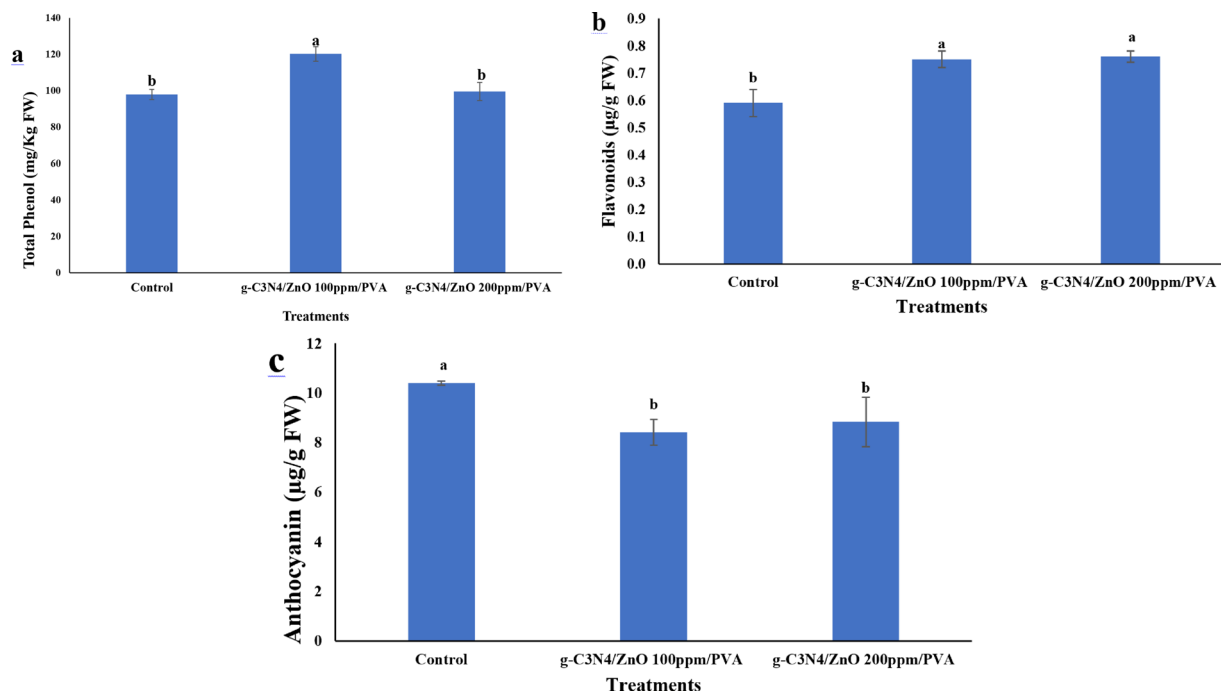 a
Total Phenol (mg/Kg FW)
140
120
100
80
60
40
20
0
b
a
b
Control
g-C3N4/ZnO 100ppm/PVA
g-C3N4/ZnO 200ppm/PVA
Treatments
b
Flavonoids (µg/g FW)
0.9
0.8
0.7
0.6
0.5
0.4
0.3
0.2
0.1
0.0
b
a
a
Control
g-C3N4/ZnO 100ppm/PVA
g-C3N4/ZnO 200ppm/PVA
Treatments
c
Anthocyanin (µg/g FW)
12
10
8
6
4
2
0
a
b
b
Control
g-C3N4/ZnO 100ppm/PVA
g-C3N4/ZnO 200ppm/PVA
Treatments